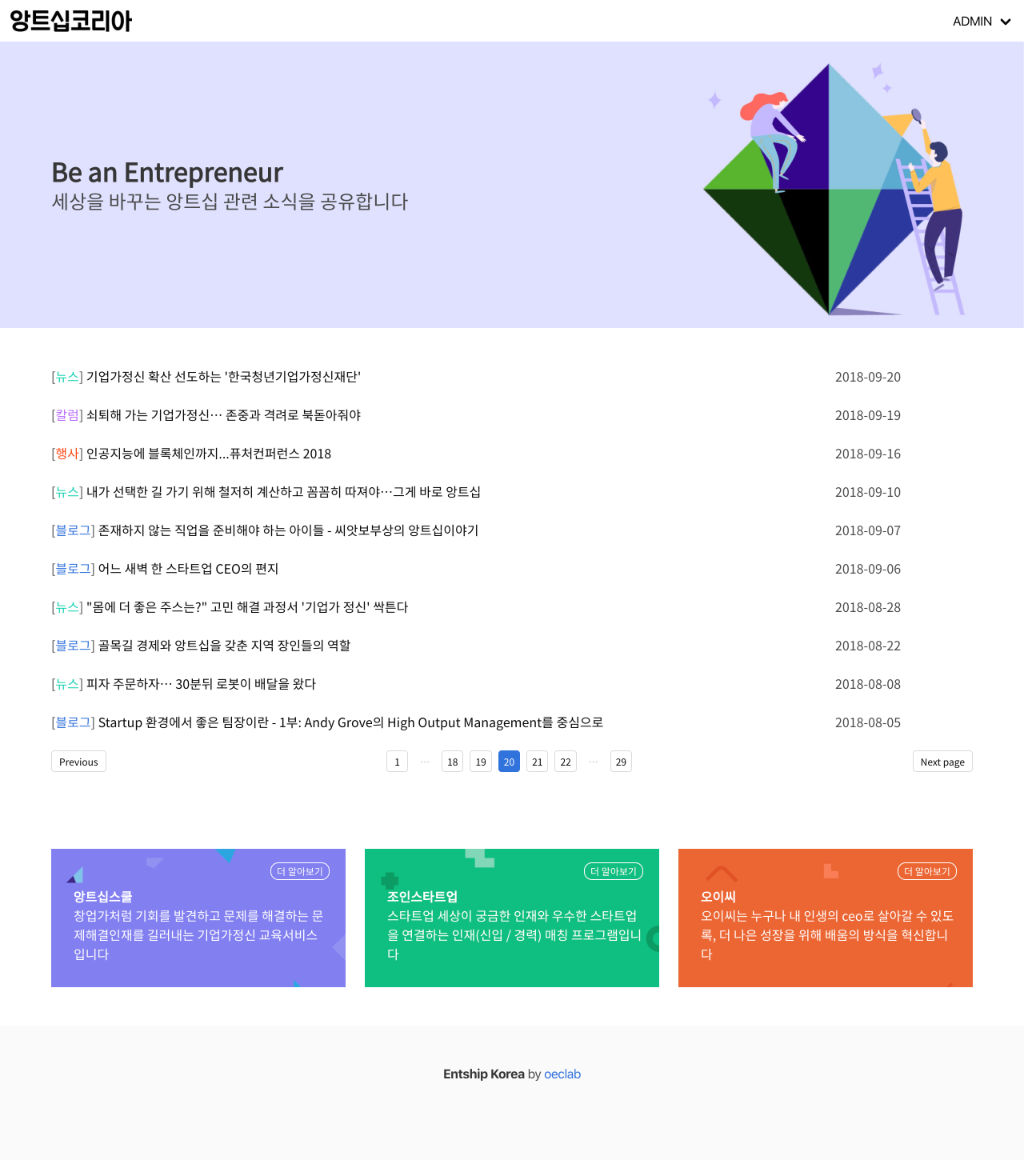 앙트십코리아
ADMIN
Be an Entrepreneur
세상을 바꾸는 앙트십 관련 소식을 공유합니다
[뉴스] 기업가정신 확산 선도하는 '한국청년기업가정신재단' 2018-09-20
[칼럼] 쇠퇴해 가는 기업가정신… 존중과 격려로 북돋아줘야 2018-09-19
[행사] 인공지능에 블록체인까지...퓨처컨퍼런스 2018 2018-09-16
[뉴스] 내가 선택한 길 가기 위해 철저히 계산하고 꼼꼼히 따져야…그게 바로 앙트십 2018-09-10
[블로그] 존재하지 않는 직업을 준비해야 하는 아이들 - 씨앗보부상의 앙트십이야기 2018-09-07
[블로그] 어느 새벽 한 스타트업 CEO의 편지 2018-09-06
[뉴스] "몸에 더 좋은 주스는?" 고민 해결 과정서 '기업가 정신' 싹튼다 2018-08-28
[블로그] 골목길 경제와 앙트십을 갖춘 지역 장인들의 역할 2018-08-22
[뉴스] 피자 주문하자… 30분뒤 로봇이 배달을 왔다 2018-08-08
[블로그] Startup 환경에서 좋은 팀장이란 - 1부: Andy Grove의 High Output Management를 중심으로 2018-08-05
Previous 1 … 18 19 20 21 22 … 29 Next page
더 알아보기
앙트십스쿨
창업가처럼 기회를 발견하고 문제를 해결하는 문
제해결인재를 길러내는 기업가정신 교육서비스
입니다
더 알아보기
조인스타트업
스타트업 세상이 궁금한 인재와 우수한 스타트업
을 연결하는 인재(신입 / 경력) 매칭 프로그램입니
다
더 알아보기
오이씨
오이씨는 누구나 내 인생의 ceo로 살아갈 수 있도
록, 더 나은 성장을 위해 배움의 방식을 혁신합니
다
Entship Korea by oeclab